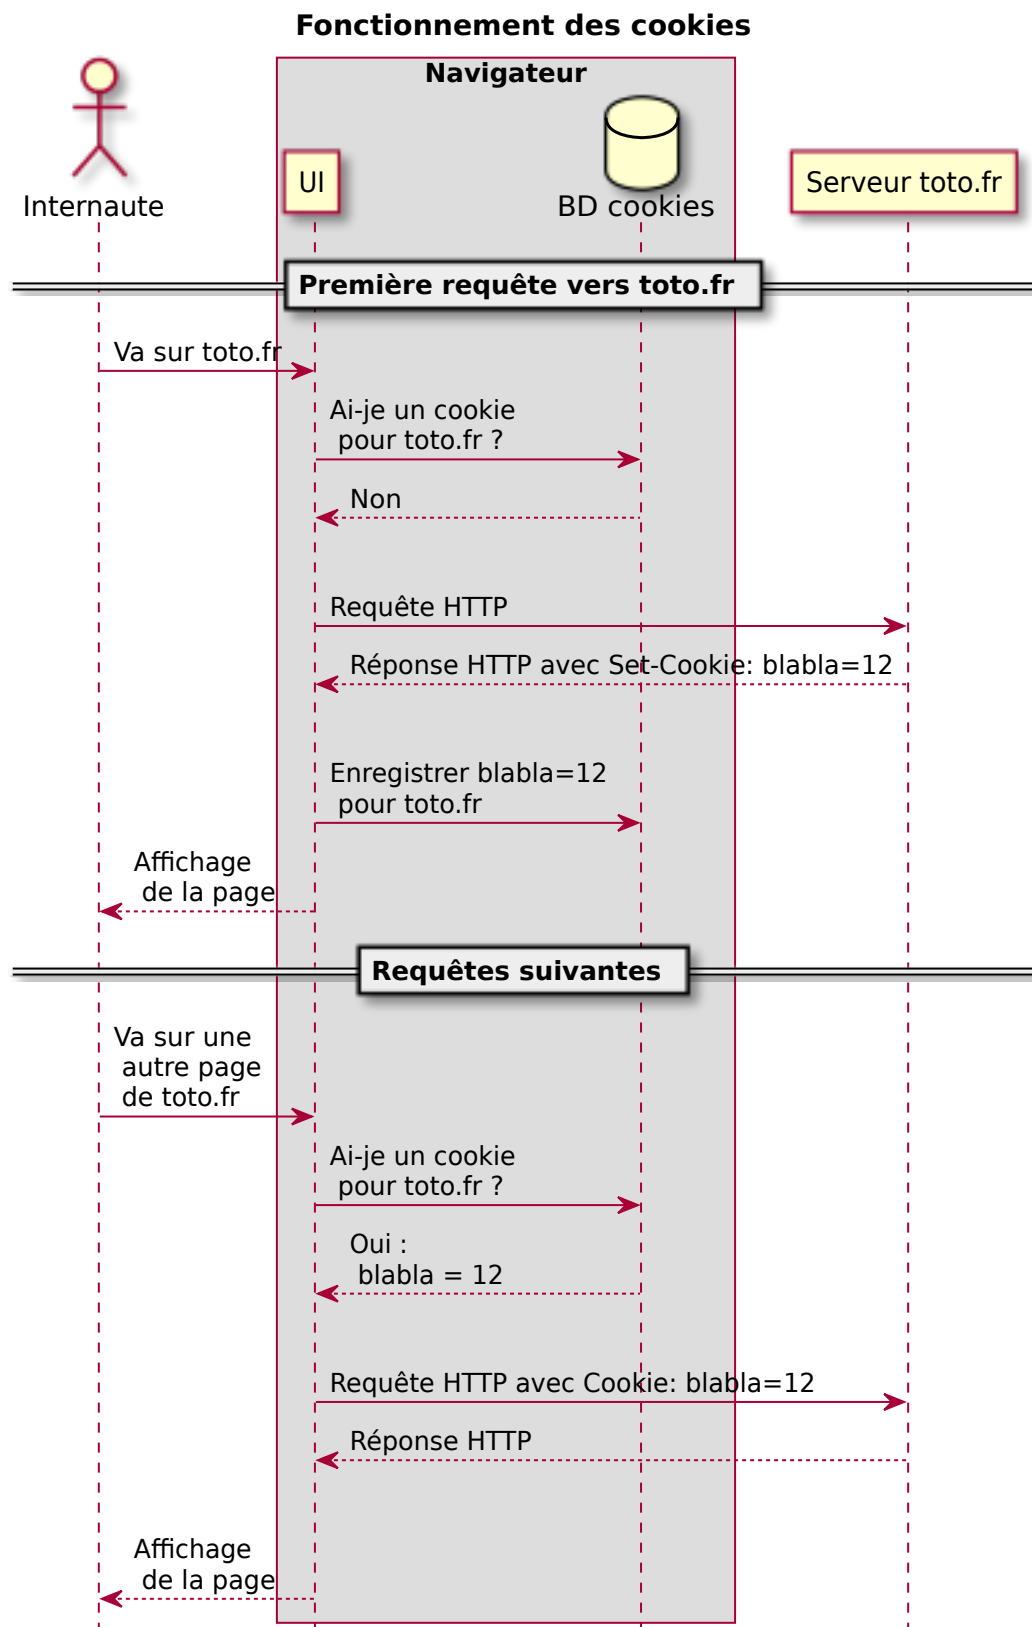 Fonctionnement des cookies
Navigateur
Internaute
UI
BD cookies
Serveur toto.fr
Première requête vers toto.fr
Va sur toto.fr
Ai-je un cookie
pour toto.fr ?
Non
Requête HTTP
Réponse HTTP avec Set-Cookie: blabla=12
Enregistrer blabla=12
pour toto.fr
Affichage
de la page
Requêtes suivantes
Va sur une
autre page
de toto.fr
Ai-je un cookie
pour toto.fr ?
Oui :
blabla = 12
Requête HTTP avec Cookie: blabla=12
Réponse HTTP
Affichage
de la page